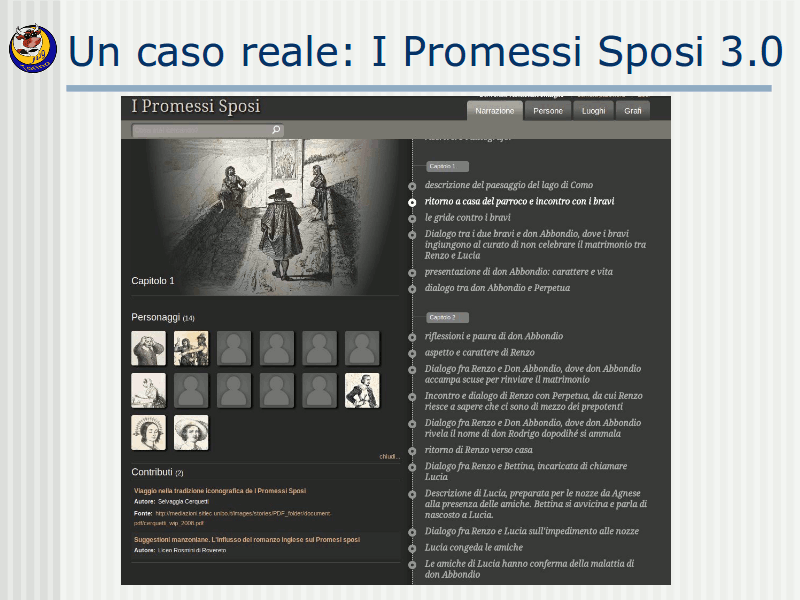 Un caso reale: I Promessi Sposi 3.0
I Promessi Sposi
Narrazione
Persone
Luoghi
Grafi
Capitolo 1
Personaggi (14)
chiudi...
Contributi (2)
Viaggio nella tradizione iconografica de I Promessi Sposi
Autore: Selvaggia Cerquetti
Fonte: http://mediazioni.sitlec.unibo.it/images/stories/PDF_folder/document-
pdf/cerquetti_wip_2006.pdf
Suggestioni manzoniane. L'influsso del romanzo inglese sui Promesi sposi
Autore: Liceo Rosmini di Rovereto
Capitolo 1
descrizione del paesaggio del lago di Como
ritorno a casa del parroco e incontro con i bravi
le gride contro i bravi
Dialogo tra i due bravi e don Abbondio, dove i bravi
ingiungono al curato di non celebrare il matrimonio tra
Renzo e Lucia
presentazione di don Abbondio: carattere e vita
dialogo tra don Abbondio e Perpetua
Capitolo 2
riflessioni e paura di don Abbondio
aspetto e carattere di Renzo
Dialogo fra Renzo e Don Abbondio, dove don Abbondio
accampa scuse per rinviare il matrimonio
Incontro e dialogo di Renzo con Perpetua, da cui Renzo
riesce a sapere che ci sono di mezzo dei prepotenti
Dialogo fra Renzo e Don Abbondio, dove don Abbondio
rivela il nome di don Rodrigo dopodiché si ammala
ritorno di Renzo verso casa
Dialogo fra Renzo e Bettina, incaricata di chiamare
Lucia
Descrizione di Lucia, preparata per le nozze da Agnese
alla presenza delle amiche. Bettina si avvicina e parla di
nascosto a Lucia.
Dialogo fra Renzo e Lucia sull'impedimento alle nozze
Lucia congeda le amiche
Le amiche di Lucia hanno conferma della malattia di
don Abbondio